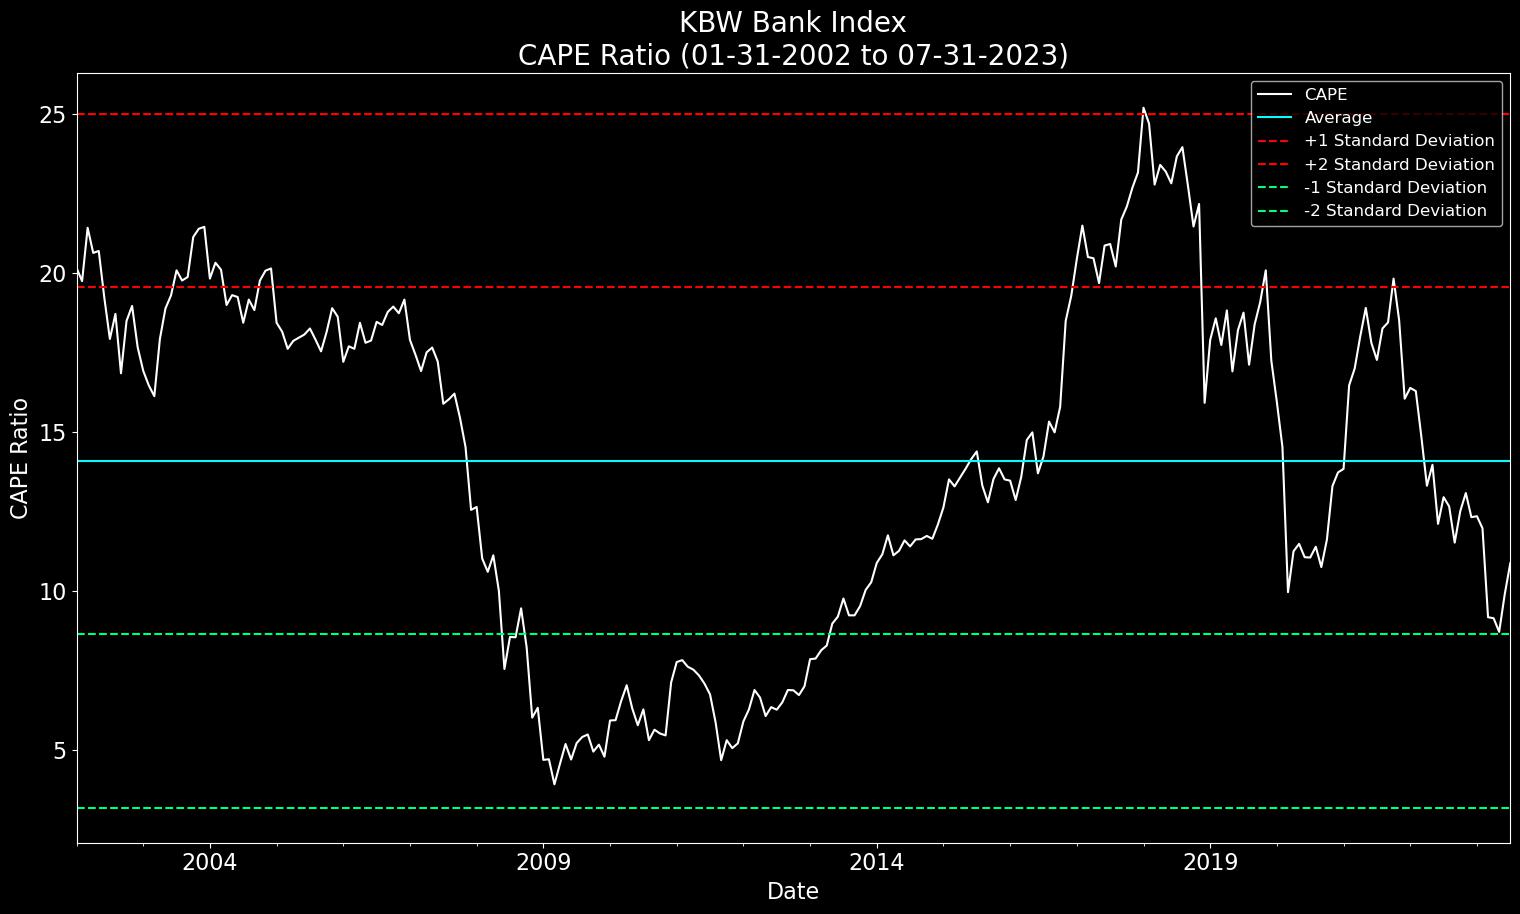 KBW Bank Index
CAPE Ratio (01-31-2002 to 07-31-2023)
CAPE
Average
+1 Standard Deviation
+2 Standard Deviation
-1 Standard Deviation
-2 Standard Deviation
CAPE Ratio
25
20
15
10
5
2004 2009 2014 2019
Date